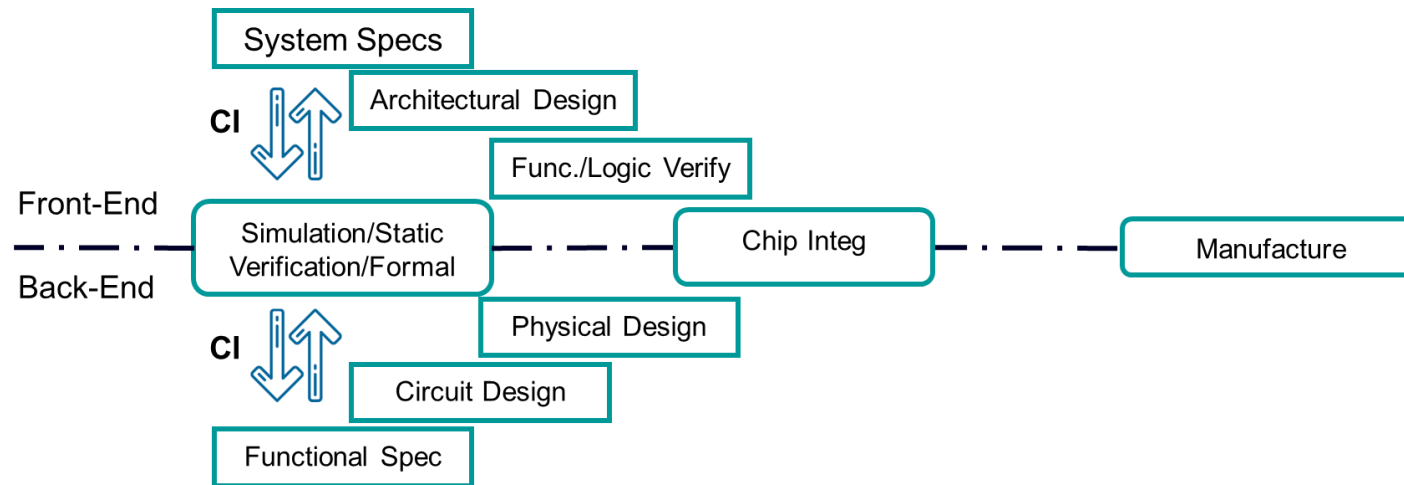 System Specs
Architectural Design
CI
Func./Logic Verify
Front-End
Simulation/Static
Verification/Formal
Chip Integ
Manufacture
Back-End
Physical Design
CI
Circuit Design
Functional Spec